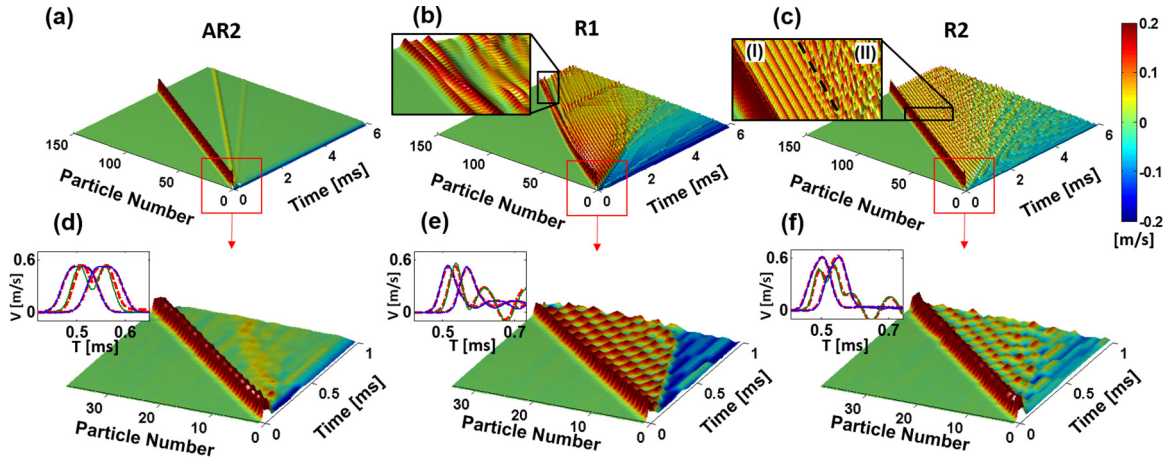 (a)
AR2
150
100
50
0
0
2
4
6
Particle Number
Time [ms]
(b)
R1
150
100
50
0
0
2
4
6
Particle Number
Time [ms]
(c)
R2
(I)
(II)
150
100
50
0
0
2
4
6
Particle Number
Time [ms]
0.2
0.1
0
-0.1
-0.2
[m/s]
(d)
V [m/s]
0.6
0
0.5
0.6
T [ms]
30
20
10
0
0
0.5
1
Particle Number
Time [ms]
(e)
V [m/s]
0.6
0
0.5
0.7
T [ms]
30
20
10
0
0
0.5
1
Particle Number
Time [ms]
(f)
V [m/s]
0.6
0
0.5
0.7
T [ms]
30
20
10
0
0
0.5
1
Particle Number
Time [ms]